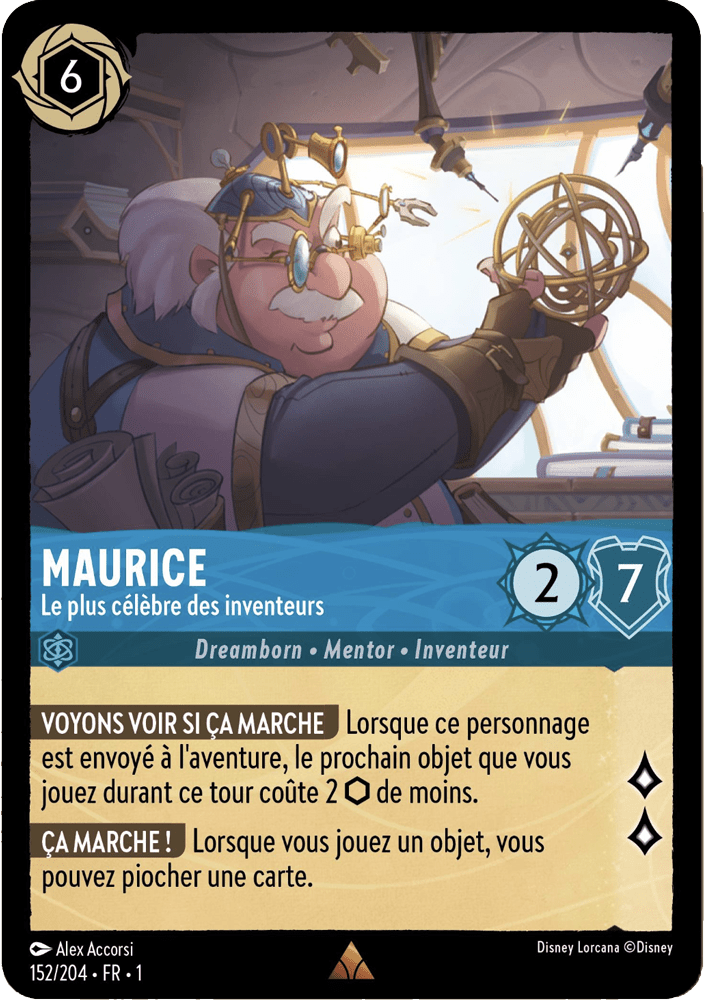 6
MAURICE
Le plus célèbre des inventeurs
2
7
Dreamborn • Mentor • Inventeur
VOYONS VOIR SI ÇA MARCHE Lorsque ce personnage
est envoyé à l'aventure, le prochain objet que vous
jouez durant ce tour coûte 2 de moins.
ÇA MARCHE ! Lorsque vous jouez un objet, vous
pouvez piocher une carte.
Alex Accorsi
Disney Lorcana ©Disney
152/204 • FR • 1